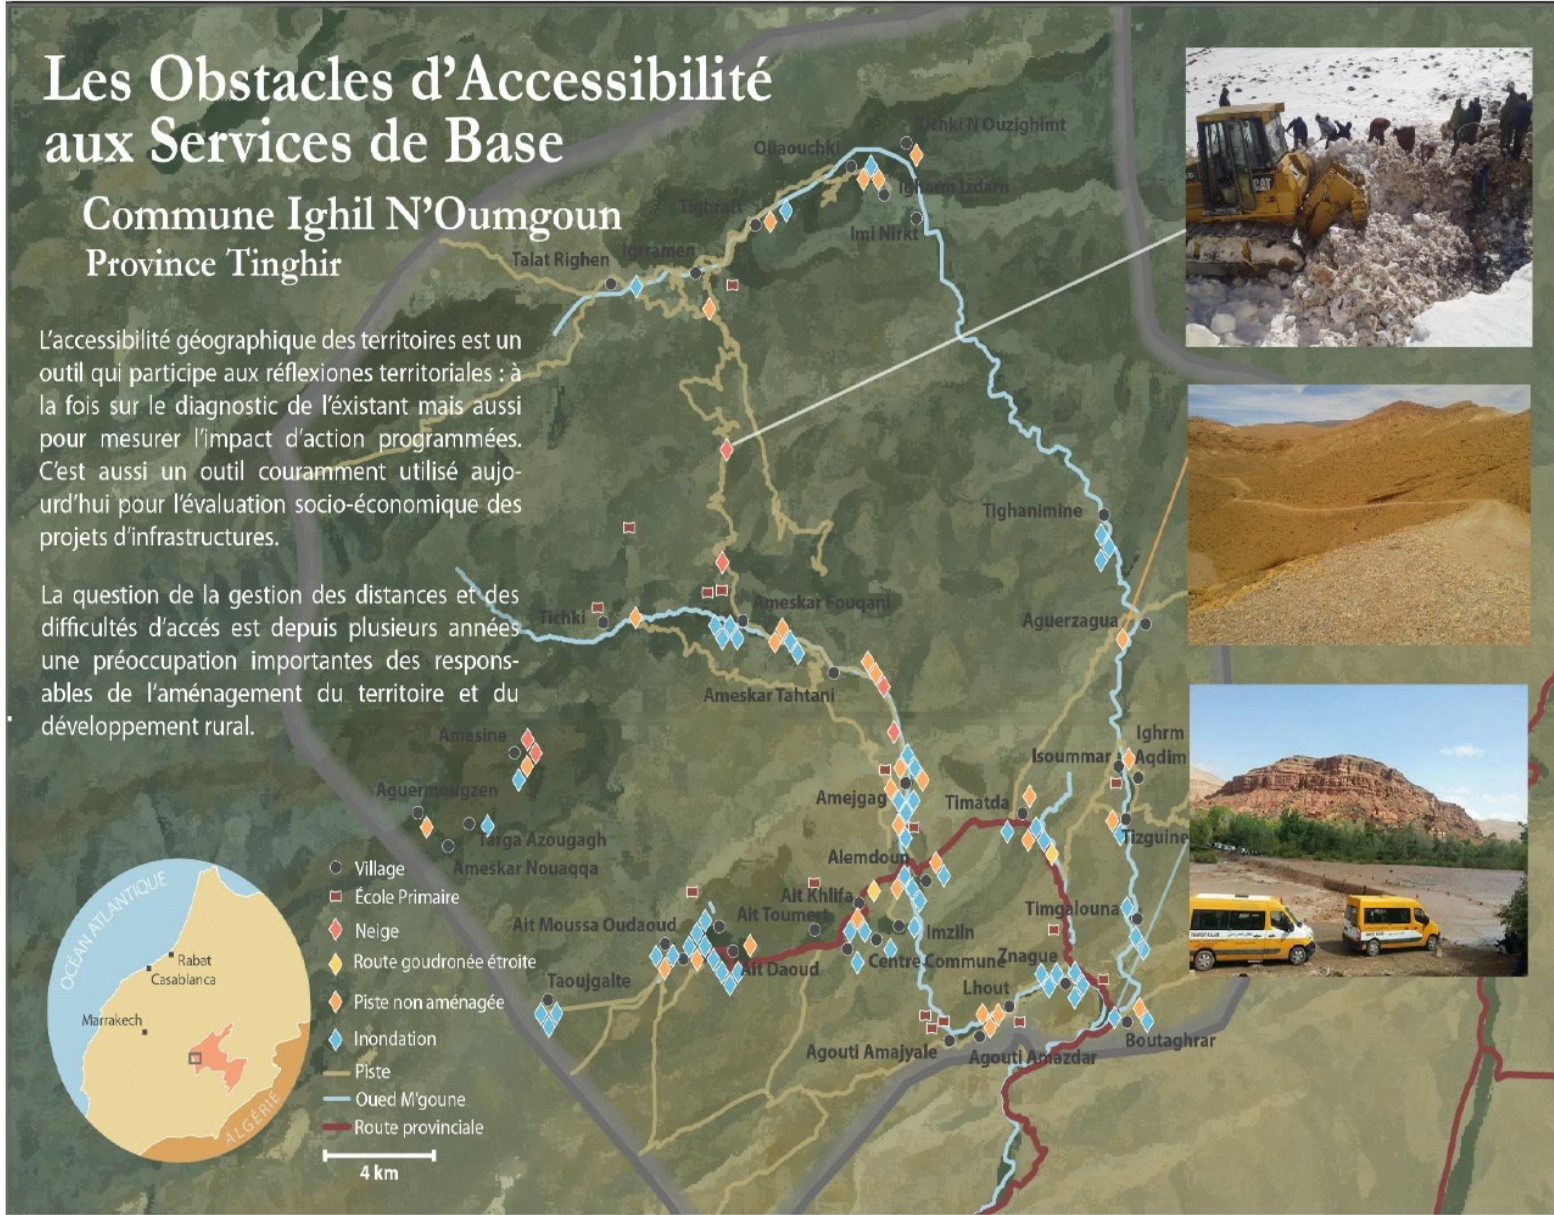 Les Obstacles d'Accessibilité
aux Services de Base
Commune Ighil N'Oumgoun
Province Tinghir
L'accessibilité géographique des territoires est un
outil qui participe aux réflexiones territoriales : à
la fois sur le diagnostic de l'éxistant mais aussi
pour mesurer l'impact d'action programmées.
C'est aussi un outil couramment utilisé aujo-
urd'hui pour l'évaluation socio-économique des
projets d'infrastructures.
La question de la gestion des distances et des
difficultés d'accés est depuis plusieurs années
une préoccupation importantes des respons-
ables de l'aménagement du territoire et du
développement rural.
Tichki N Ouzighimt
Ouaouchki
Igharm Izdarn
Tighraft
Imi Nirkt
Igrramen
Talat Righen
Tighanimine
Tichki
Ameskar Fouqani
Aguerzagua
Ameskar Tahtani
Amasine
Ighrm
Aqdim
Isoummar
Aguermougzen
Amejgag
Timatda
Tizguine
Targa Azougagh
Ameskar Nouaqqa
Alemdoun
Ait Khlifa
Ait Toumert
Timgalouna
Ait Moussa Oudaoud
Imziln
Ait Daoud
Centre Commune
Znague
Taoujgalte
Lhout
Agouti Amajyale
Agouti Amazdar
Boutaghrar
Village
École Primaire
Neige
Route goudronée étroite
Piste non aménagée
Inondation
Piste
Oued M'goune
Route provinciale
4 km
OCÉAN ATLANTIQUE
Rabat
Casablanca
Marrakech
ALGÉRIE
CAT